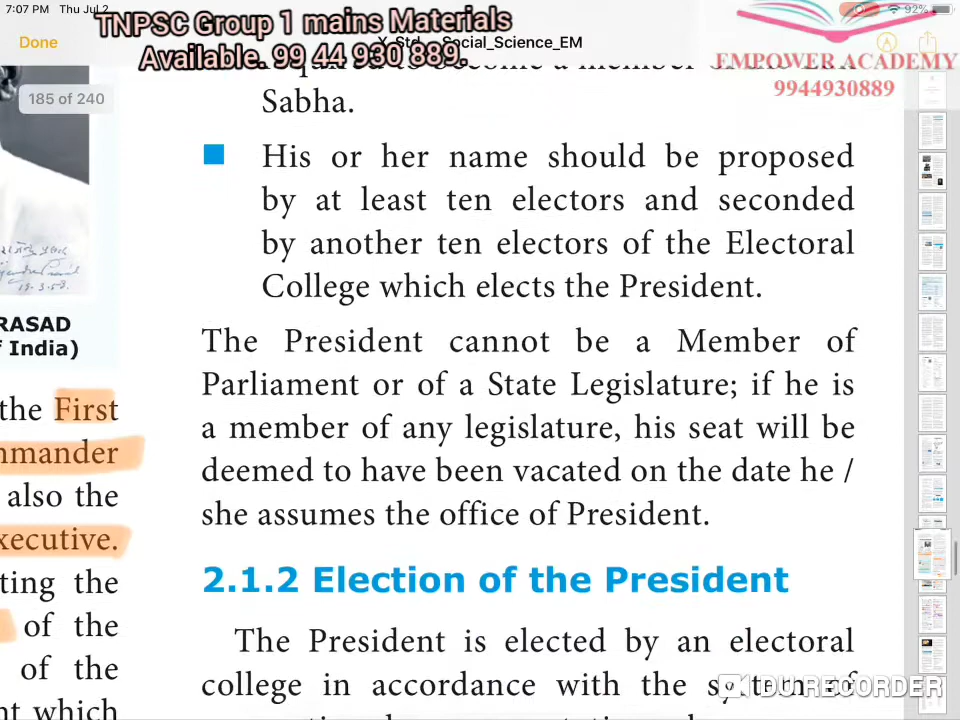 7:07 PM Thu Jul 2
92%
TNPSC Group 1 mains Materials
Available. 99 44 930 889.
Done
Social_Science_EM
EMPOWER ACADEMY
9944930889
185 of 240
become a member
Sabha.
His or her name should be proposed
by at least ten electors and seconded
by another ten electors of the Electoral
College which elects the President.
The President cannot be a Member of
Parliament or of a State Legislature; if he is
a member of any legislature, his seat will be
deemed to have been vacated on the date he /
she assumes the office of President.
2.1.2 Election of the President
The President is elected by an electoral
college in accordance with the system of
RASAD
f India)
the First
mmander
also the
xecutive.
ting the
of the
of the
nt which
DU RECORDER